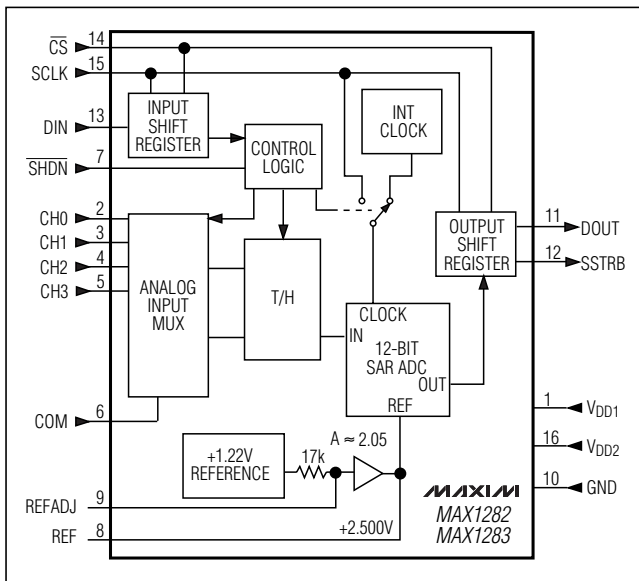 CS 14
SCLK 15
DIN 13
SHDN 7
CH0 2
CH1 3
CH2 4
CH3 5
COM 6
REFADJ 9
REF 8
INPUT
SHIFT
REGISTER
CONTROL
LOGIC
INT
CLOCK
OUTPUT
SHIFT
REGISTER
11 DOUT
12 SSTRB
ANALOG
INPUT
MUX
T/H
CLOCK
IN
12-BIT
SAR ADC
OUT
REF
+1.22V
REFERENCE
17k
A ≈ 2.05
+2.500V
1 VDD1
16 VDD2
10 GND
MAXIM
MAX1282
MAX1283